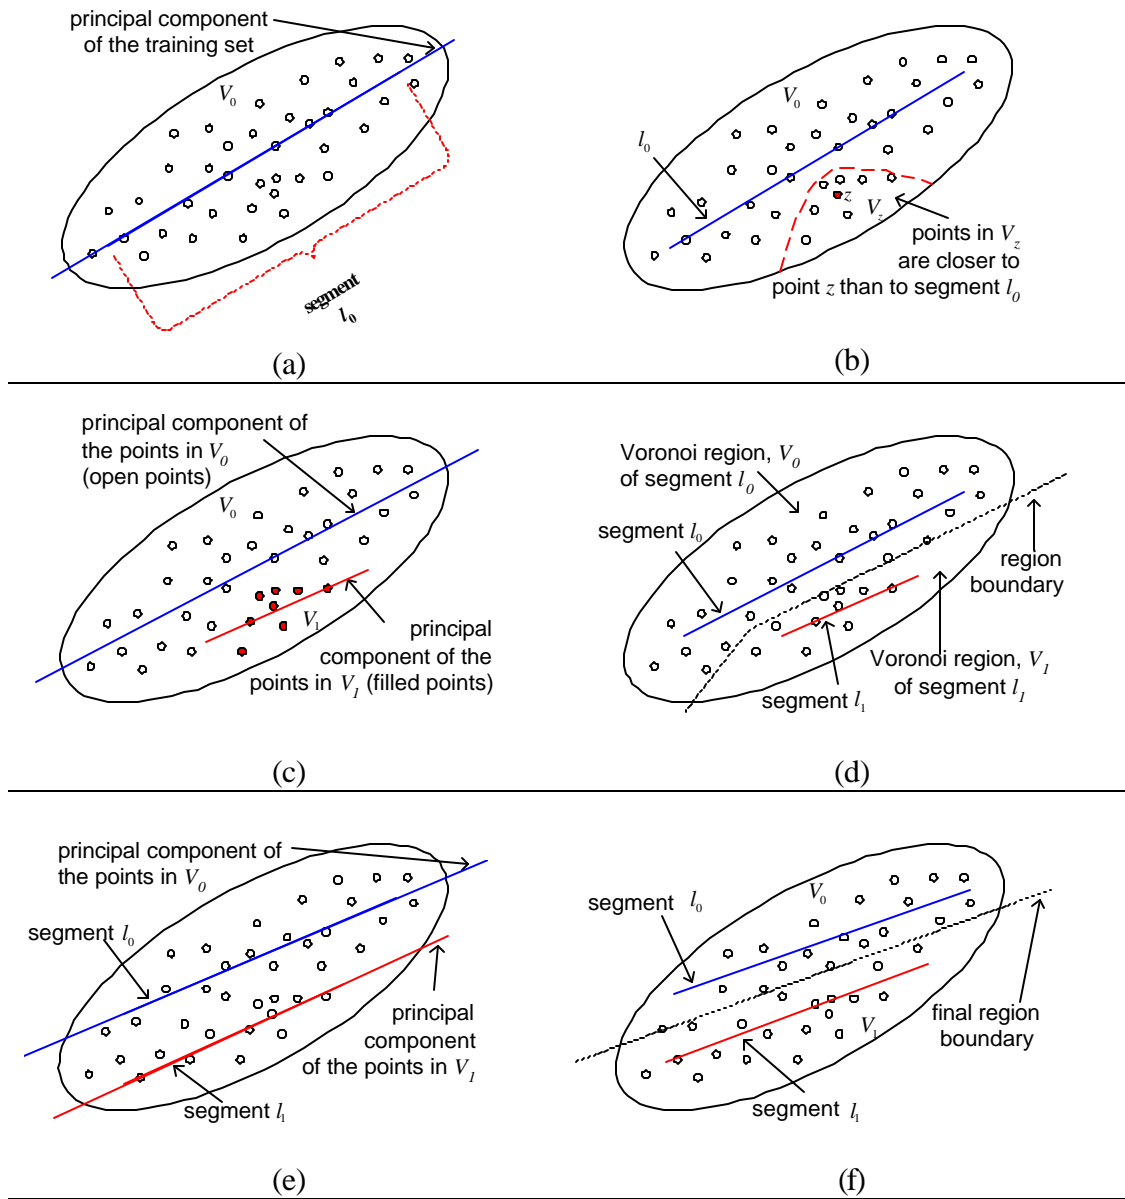 principal component
of the training set
V0
segment
l0
(a)
V0
l0
z
Vz
points in Vz
are closer to
point z than to segment l0
(b)
principal component of
the points in V0
(open points)
V0
V1
principal
component of the
points in V1 (filled points)
(c)
Voronoi region, V0
of segment l0
segment l0
region
boundary
Voronoi region, V1
of segment l1
segment l1
(d)
principal component of
the points in V0
segment l0
principal
component
of the points in V1
segment l1
(e)
V0
segment l0
V1
final region
boundary
segment l1
(f)